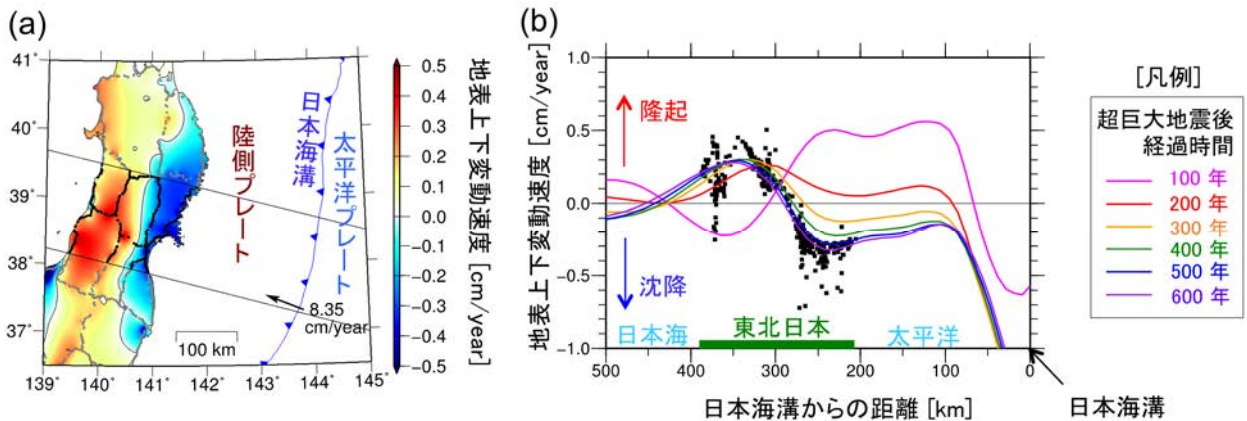 (a)
41°
40°
39°
38°
37°
139
140
141
142
143
144
145
陸側プレート
日本海溝
太平洋プレート
8.35
cm/year
100 km
0.5
0.4
0.3
0.2
0.1
0.0
−0.1
−0.2
−0.3
−0.4
−0.5
地表上下変動速度 [cm/year]
(b)
地表上下変動速度 [cm/year]
1.0
0.5
0.0
−0.5
−1.0
隆起
沈降
日本海
東北日本
太平洋
500
400
300
200
100
0
日本海溝からの距離 [km]
日本海溝
[凡例]
超巨大地震後
経過時間
100 年
200 年
300 年
400 年
500 年
600 年